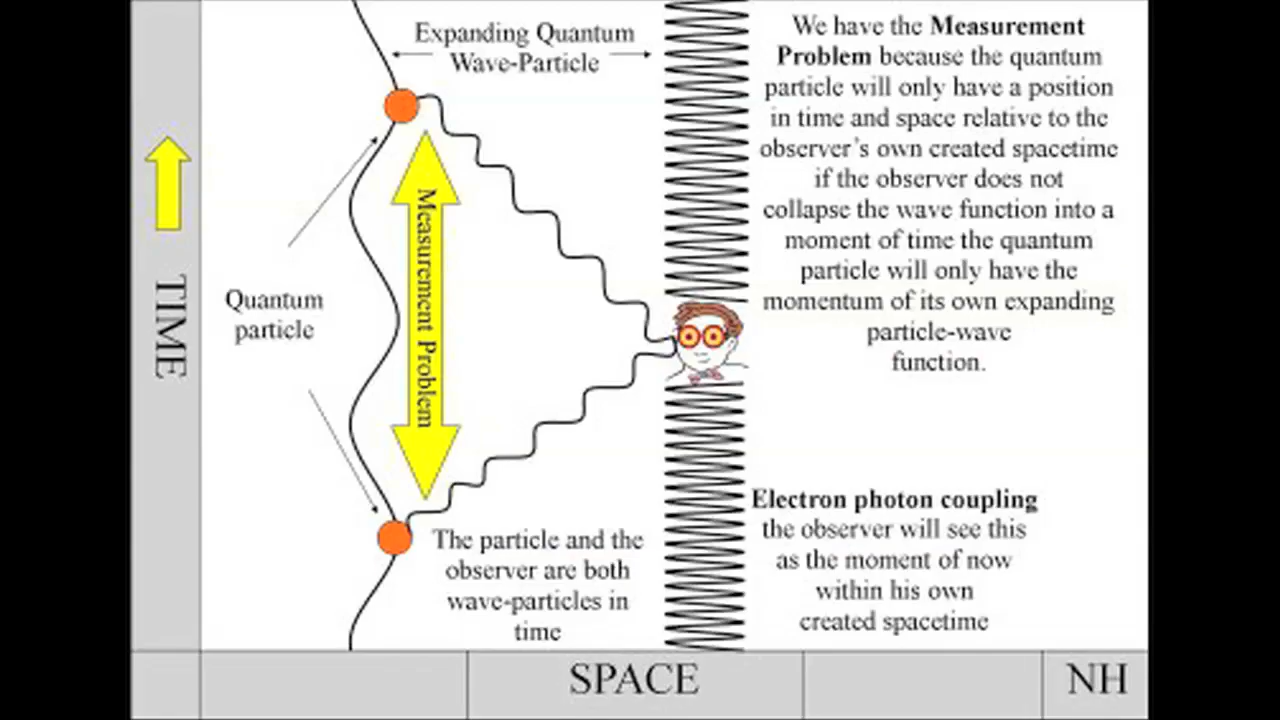 Expanding Quantum
Wave-Particle
We have the Measurement
Problem because the quantum
particle will only have a position
in time and space relative to the
observer's own created spacetime
if the observer does not
collapse the wave function into a
moment of time the quantum
particle will only have the
momentum of its own expanding
particle-wave
function.
TIME
Quantum
particle
Measurement Problem
Electron photon coupling
the observer will see this
as the moment of now
within his own
created spacetime
The particle and the
observer are both
wave-particles in
time
SPACE
NH